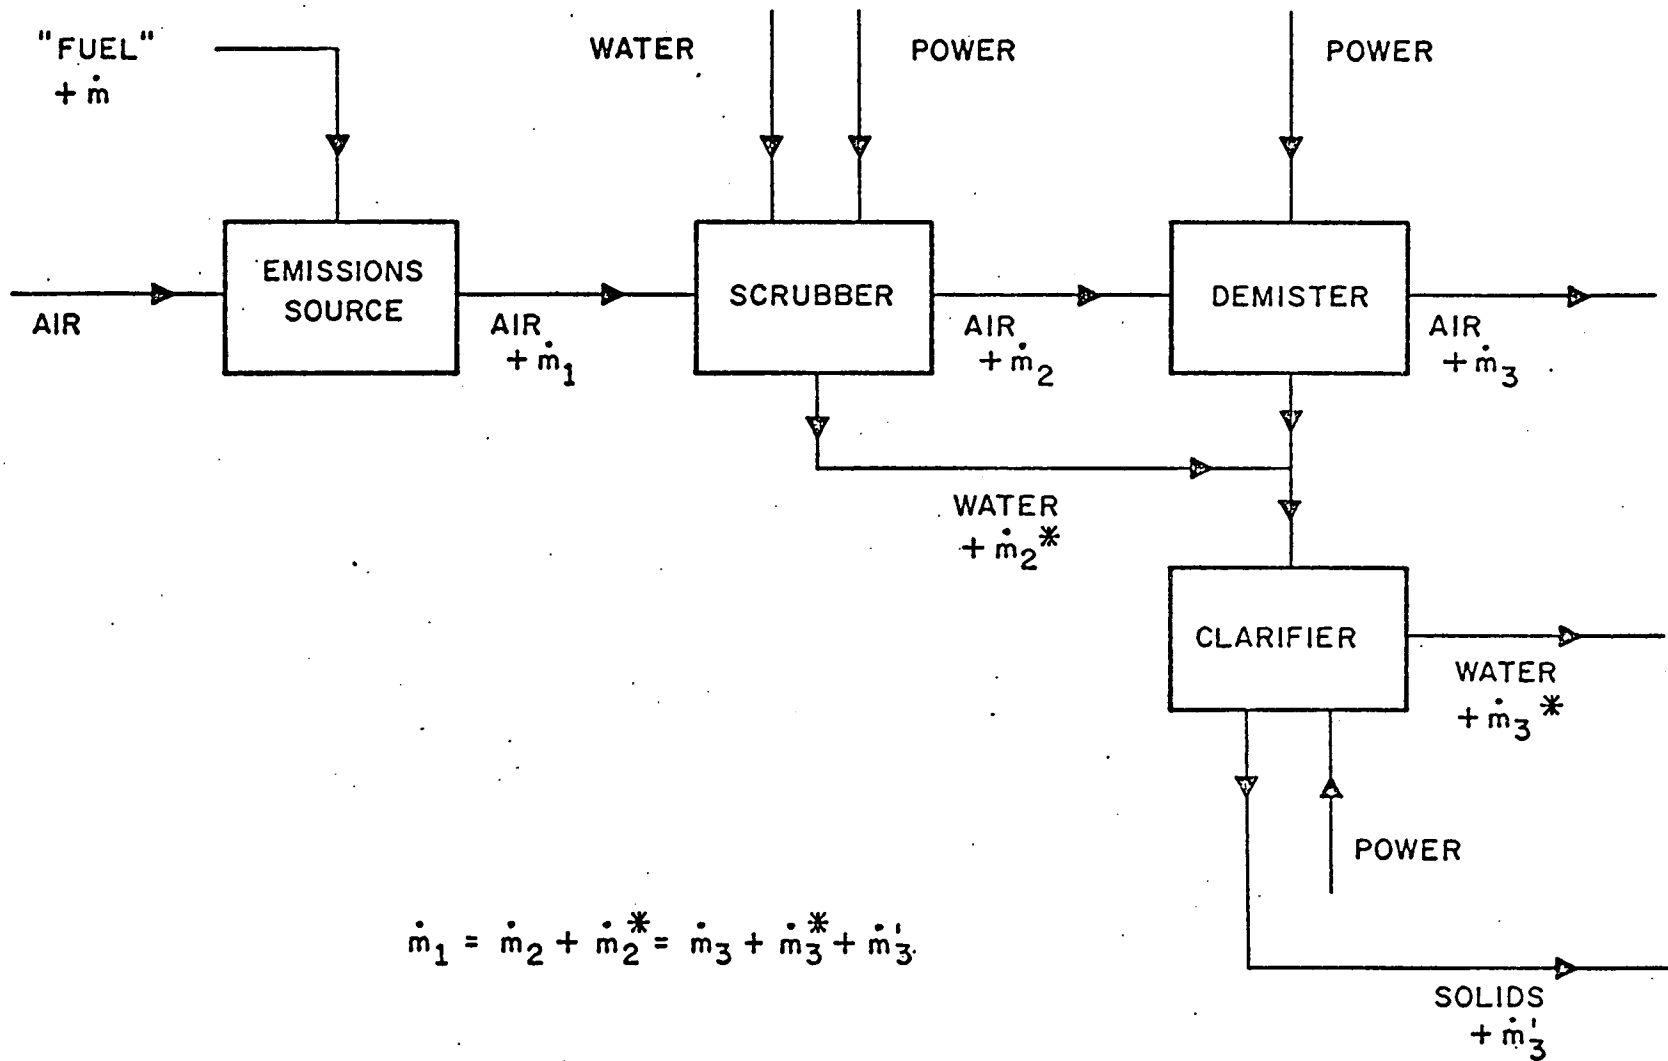 "FUEL"
+ ṁ
WATER
POWER
POWER
EMISSIONS
SOURCE
SCRUBBER
DEMISTER
AIR
AIR
+ ṁ₁
AIR
+ ṁ₂
AIR
+ ṁ₃
WATER
+ ṁ₂*
CLARIFIER
WATER
+ ṁ₃*
POWER
ṁ₁ = ṁ₂ + ṁ₂* = ṁ₃ + ṁ₃* + ṁ₃'
SOLIDS
+ ṁ₃'